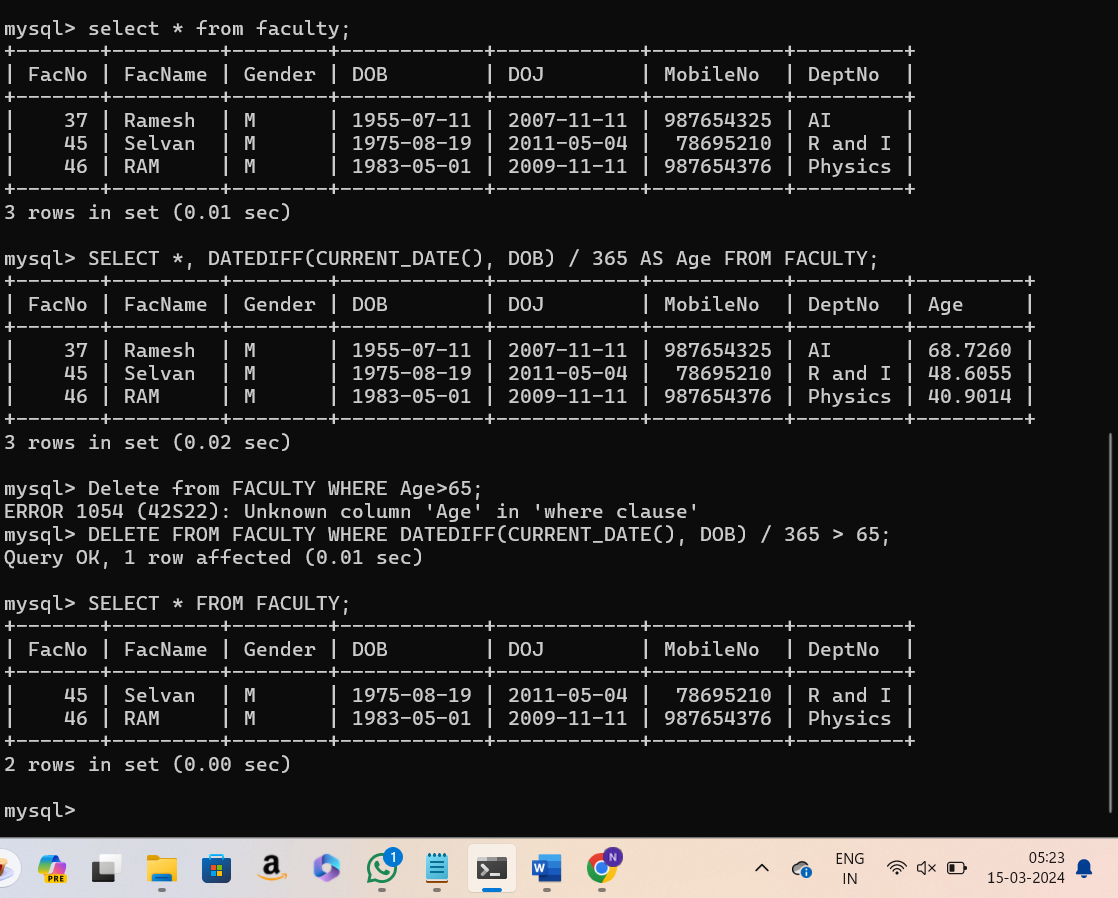 mysql> select * from faculty;
+-------+---------+--------+------------+------------+-----------+---------+
| FacNo | FacName | Gender | DOB        | DOJ        | MobileNo  | DeptNo  |
+-------+---------+--------+------------+------------+-----------+---------+
|    37 | Ramesh  | M      | 1955-07-11 | 2007-11-11 | 987654325 | AI      |
|    45 | Selvan  | M      | 1975-08-19 | 2011-05-04 |  78695210 | R and I |
|    46 | RAM     | M      | 1983-05-01 | 2009-11-11 | 987654376 | Physics |
+-------+---------+--------+------------+------------+-----------+---------+
3 rows in set (0.01 sec)
mysql> SELECT *, DATEDIFF(CURRENT_DATE(), DOB) / 365 AS Age FROM FACULTY;
+-------+---------+--------+------------+------------+-----------+---------+---------+
| FacNo | FacName | Gender | DOB        | DOJ        | MobileNo  | DeptNo  | Age     |
+-------+---------+--------+------------+------------+-----------+---------+---------+
|    37 | Ramesh  | M      | 1955-07-11 | 2007-11-11 | 987654325 | AI      | 68.7260 |
|    45 | Selvan  | M      | 1975-08-19 | 2011-05-04 |  78695210 | R and I | 48.6055 |
|    46 | RAM     | M      | 1983-05-01 | 2009-11-11 | 987654376 | Physics | 40.9014 |
+-------+---------+--------+------------+------------+-----------+---------+---------+
3 rows in set (0.02 sec)
mysql> Delete from FACULTY WHERE Age>65;
ERROR 1054 (42S22): Unknown column 'Age' in 'where clause'
mysql> DELETE FROM FACULTY WHERE DATEDIFF(CURRENT_DATE(), DOB) / 365 > 65;
Query OK, 1 row affected (0.01 sec)
mysql> SELECT * FROM FACULTY;
+-------+---------+--------+------------+------------+-----------+---------+
| FacNo | FacName | Gender | DOB        | DOJ        | MobileNo  | DeptNo  |
+-------+---------+--------+------------+------------+-----------+---------+
|    45 | Selvan  | M      | 1975-08-19 | 2011-05-04 |  78695210 | R and I |
|    46 | RAM     | M      | 1983-05-01 | 2009-11-11 | 987654376 | Physics |
+-------+---------+--------+------------+------------+-----------+---------+
2 rows in set (0.00 sec)
mysql>
PRE
a
1
W
N
ENG
IN
05:23
15-03-2024